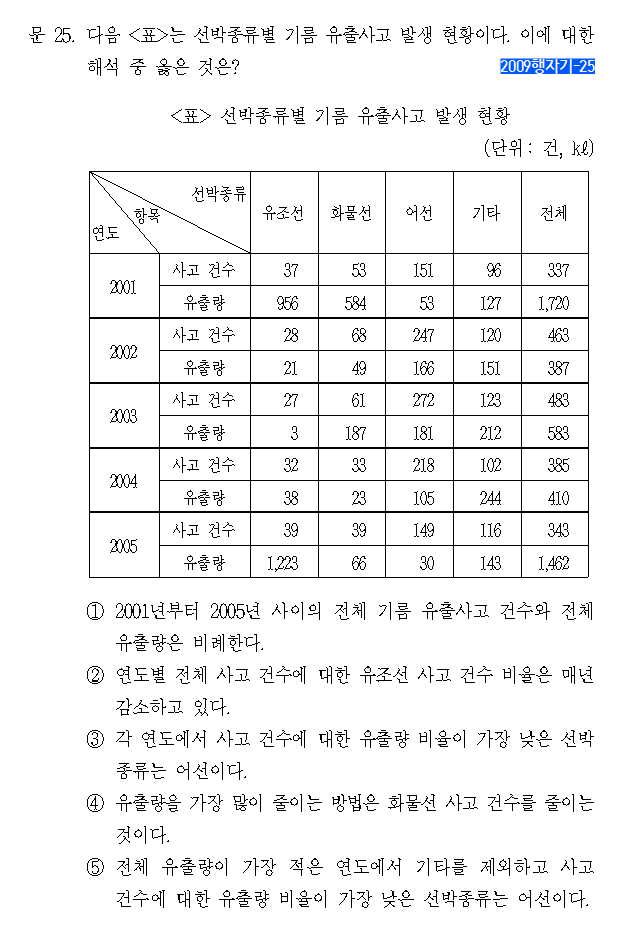 문 25. 다음 <표>는 선박종류별 기름 유출사고 발생 현황이다. 이에 대한
해석 중 옳은 것은? 2009행자기-25
<표> 선박종류별 기름 유출사고 발생 현황
(단위 : 건, ㎘)
선박종류
항목
연도
유조선 화물선 어선 기타 전체
2001 사고 건수 37 53 151 96 337
유출량 956 584 53 127 1,720
2002 사고 건수 28 68 247 120 463
유출량 21 49 166 151 387
2003 사고 건수 27 61 272 123 483
유출량 3 187 181 212 583
2004 사고 건수 32 33 218 102 385
유출량 38 23 105 244 410
2005 사고 건수 39 39 149 116 343
유출량 1,223 66 30 143 1,462
① 2001년부터 2005년 사이의 전체 기름 유출사고 건수와 전체
유출량은 비례한다.
② 연도별 전체 사고 건수에 대한 유조선 사고 건수 비율은 매년
감소하고 있다.
③ 각 연도에서 사고 건수에 대한 유출량 비율이 가장 낮은 선박
종류는 어선이다.
④ 유출량을 가장 많이 줄이는 방법은 화물선 사고 건수를 줄이는
것이다.
⑤ 전체 유출량이 가장 적은 연도에서 기타를 제외하고 사고
건수에 대한 유출량 비율이 가장 낮은 선박종류는 어선이다.